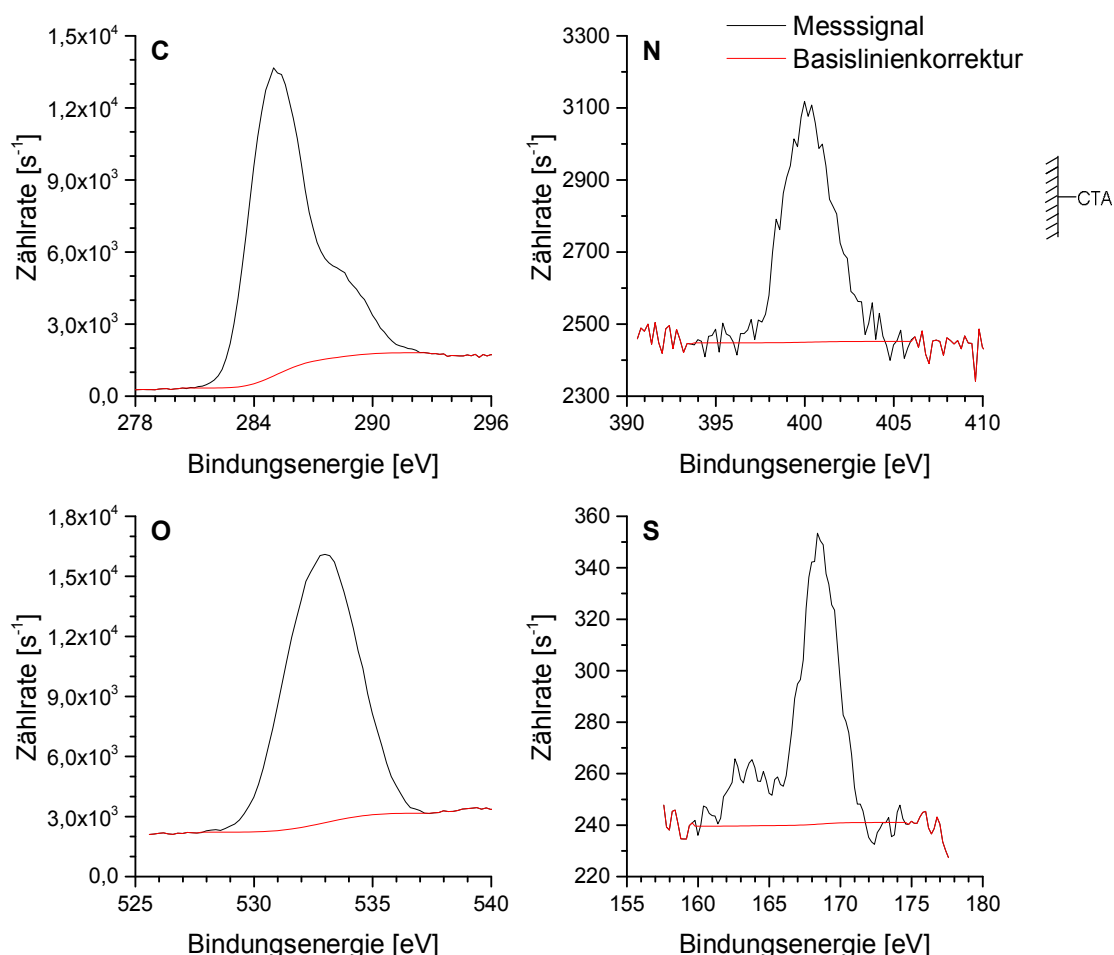 Messsignal
Basislinienkorrektur
C
Zählrate [s⁻¹]
1,5x10⁴
1,2x10⁴
9,0x10³
6,0x10³
3,0x10³
0,0
278 284 290 296
Bindungsenergie [eV]
N
Zählrate [s⁻¹]
3300
3100
2900
2700
2500
2300
390 395 400 405 410
Bindungsenergie [eV]
CTA
O
Zählrate [s⁻¹]
1,8x10⁴
1,5x10⁴
1,2x10⁴
9,0x10³
6,0x10³
3,0x10³
0,0
525 530 535 540
Bindungsenergie [eV]
S
Zählrate [s⁻¹]
360
340
320
300
280
260
240
220
155 160 165 170 175 180
Bindungsenergie [eV]